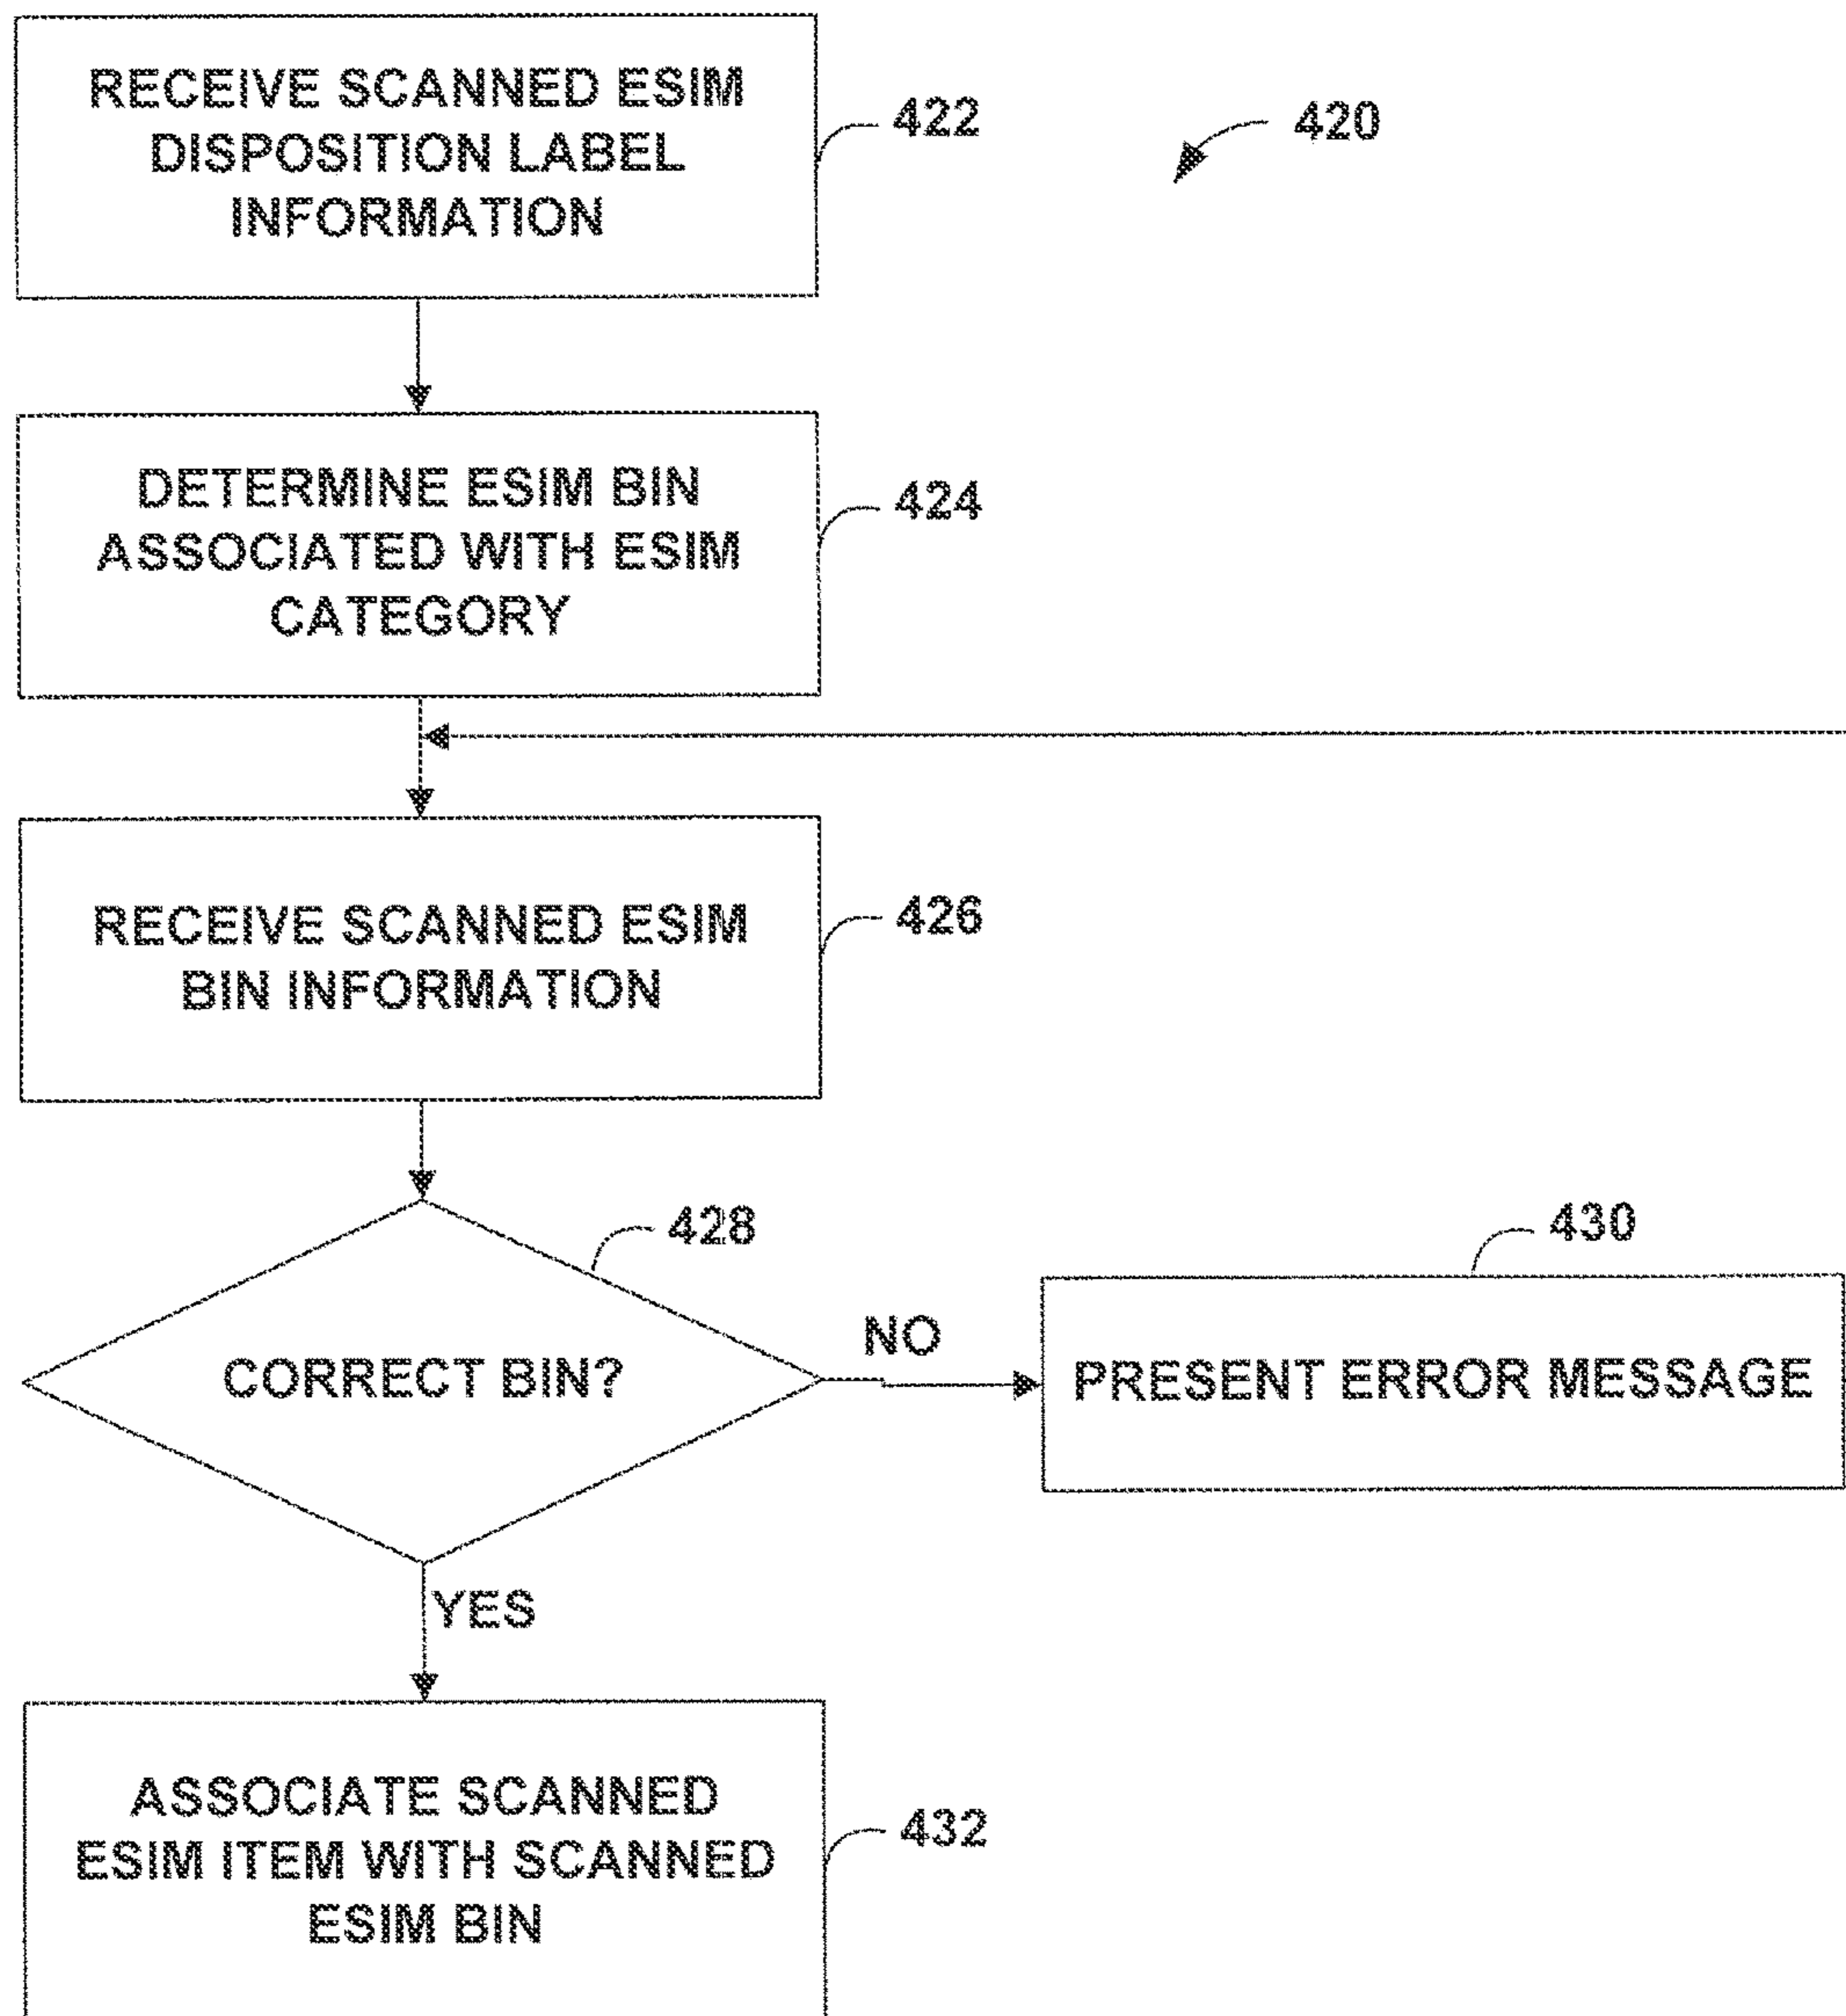 RECEIVE SCANNED ESIM
DISPOSITION LABEL
INFORMATION
422
420
DETERMINE ESIM BIN
ASSOCIATED WITH ESIM
CATEGORY
424
RECEIVE SCANNED ESIM
BIN INFORMATION
426
CORRECT BIN?
428
NO
PRESENT ERROR MESSAGE
430
YES
ASSOCIATE SCANNED
ESIM ITEM WITH SCANNED
ESIM BIN
432